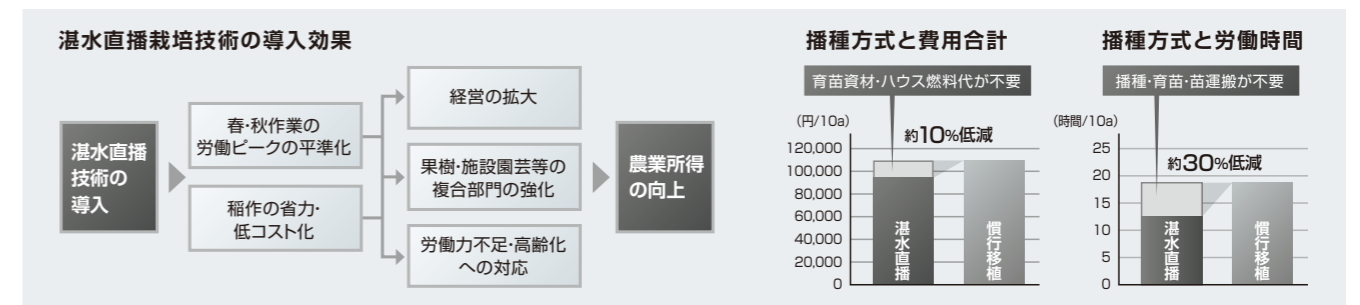 湛水直播栽培技術の導入効果
湛水直播
技術の
導入
春・秋作業の
労働ピークの平準化
稲作の省力・
低コスト化
経営の拡大
果樹・施設園芸等の
複合部門の強化
労働力不足・高齢化
への対応
農業所得
の向上
播種方式と費用合計
育苗資材・ハウス燃料代が不要
(円/10a)
約10%低減
120,000
100,000
80,000
60,000
40,000
20,000
0
湛水直播
慣行移植
播種方式と労働時間
播種・育苗・苗運搬が不要
(時間/10a)
約30%低減
25
20
15
10
5
0
湛水直播
慣行移植